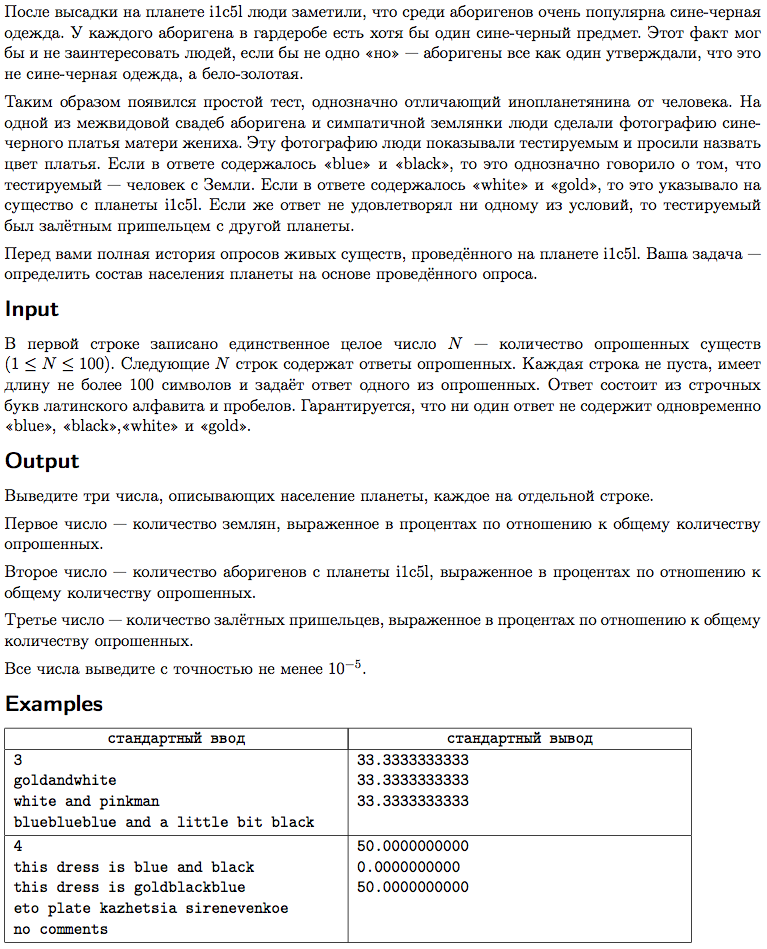 После высадки на планете i1c5l люди заметили, что среди аборигенов очень популярна сине-черная
одежда. У каждого аборигена в гардеробе есть хотя бы один сине-черный предмет. Этот факт мог
бы и не заинтересовать людей, если бы не одно «но» — аборигены все как один утверждали, что это
не сине-черная одежда, а бело-золотая.
Таким образом появился простой тест, однозначно отличающий инопланетянина от человека. На
одной из межвидовой свадеб аборигена и симпатичной землянки люди сделали фотографию сине-
черного платья матери жениха. Эту фотографию люди показывали тестируемым и просили назвать
цвет платья. Если в ответе содержалось «blue» и «black», то это однозначно говорило о том, что
тестируемый — человек с Земли. Если в ответе содержалось «white» и «gold», то это указывало на
существо с планеты i1c5l. Если же ответ не удовлетворял ни одному из условий, то тестируемый
был залётным пришельцем с другой планеты.
Перед вами полная история опросов живых существ, проведённого на планете i1c5l. Ваша задача —
определить состав населения планеты на основе проведённого опроса.
Input
В первой строке записано единственное целое число N — количество опрошенных существ
(1 ≤ N ≤ 100). Следующие N строк содержат ответы опрошенных. Каждая строка не пуста, имеет
длину не более 100 символов и задаёт ответ одного из опрошенных. Ответ состоит из строчных
букв латинского алфавита и пробелов. Гарантируется, что ни один ответ не содержит одновременно
«blue», «black»,«white» и «gold».
Output
Выведите три числа, описывающих население планеты, каждое на отдельной строке.
Первое число — количество землян, выраженное в процентах по отношению к общему количеству
опрошенных.
Второе число — количество аборигенов с планеты i1c5l, выраженное в процентах по отношению к
общему количеству опрошенных.
Третье число — количество залётных пришельцев, выраженное в процентах по отношению к общему
количеству опрошенных.
Все числа выведите с точностью не менее 10⁻⁵.
Examples
стандартный ввод стандартный вывод
3 33.3333333333
goldandwhite 33.3333333333
white and pinkman 33.3333333333
blueblueblue and a little bit black
4 50.0000000000
this dress is blue and black 0.0000000000
this dress is goldblackblue 50.0000000000
eto plate kazhetsia sirenevenkoe
no comments